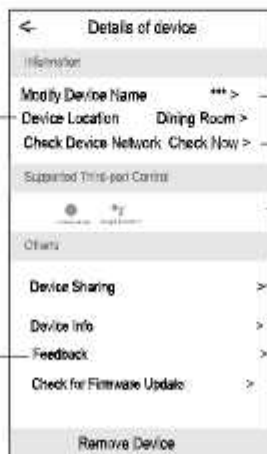 ← Details of device
Information
Modify Device Name *** >
Device Location Dining Room >
Check Device Network Check Now >
Supported Third-part Control
Others
Device Sharing >
Device Info >
Feedback >
Check for Firmware Update >
Remove Device